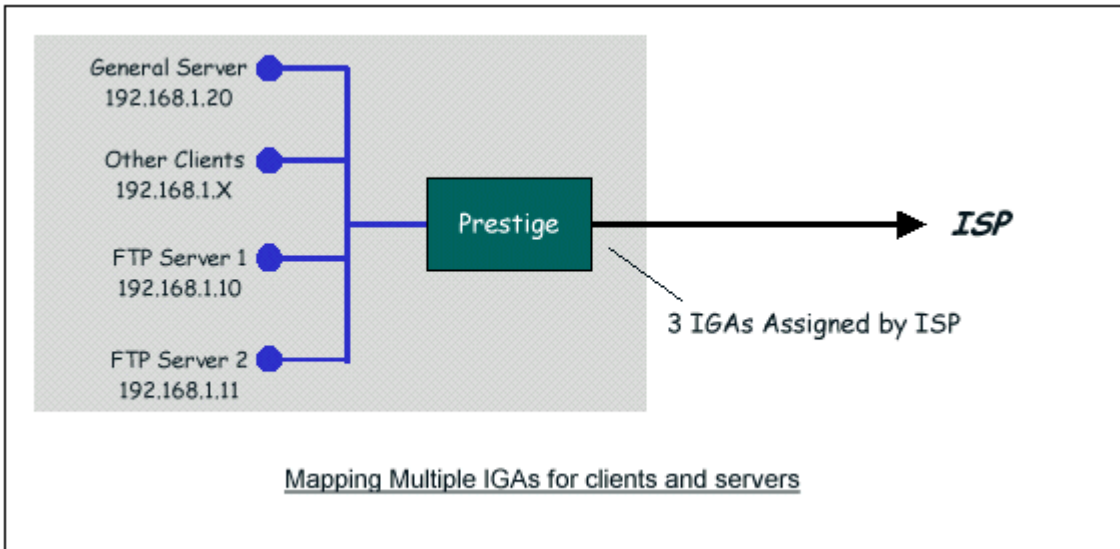 General Server
192.168.1.20
Other Clients
192.168.1.X
FTP Server 1
192.168.1.10
FTP Server 2
192.168.1.11
Prestige
ISP
3 IGAs Assigned by ISP
Mapping Multiple IGAs for clients and servers